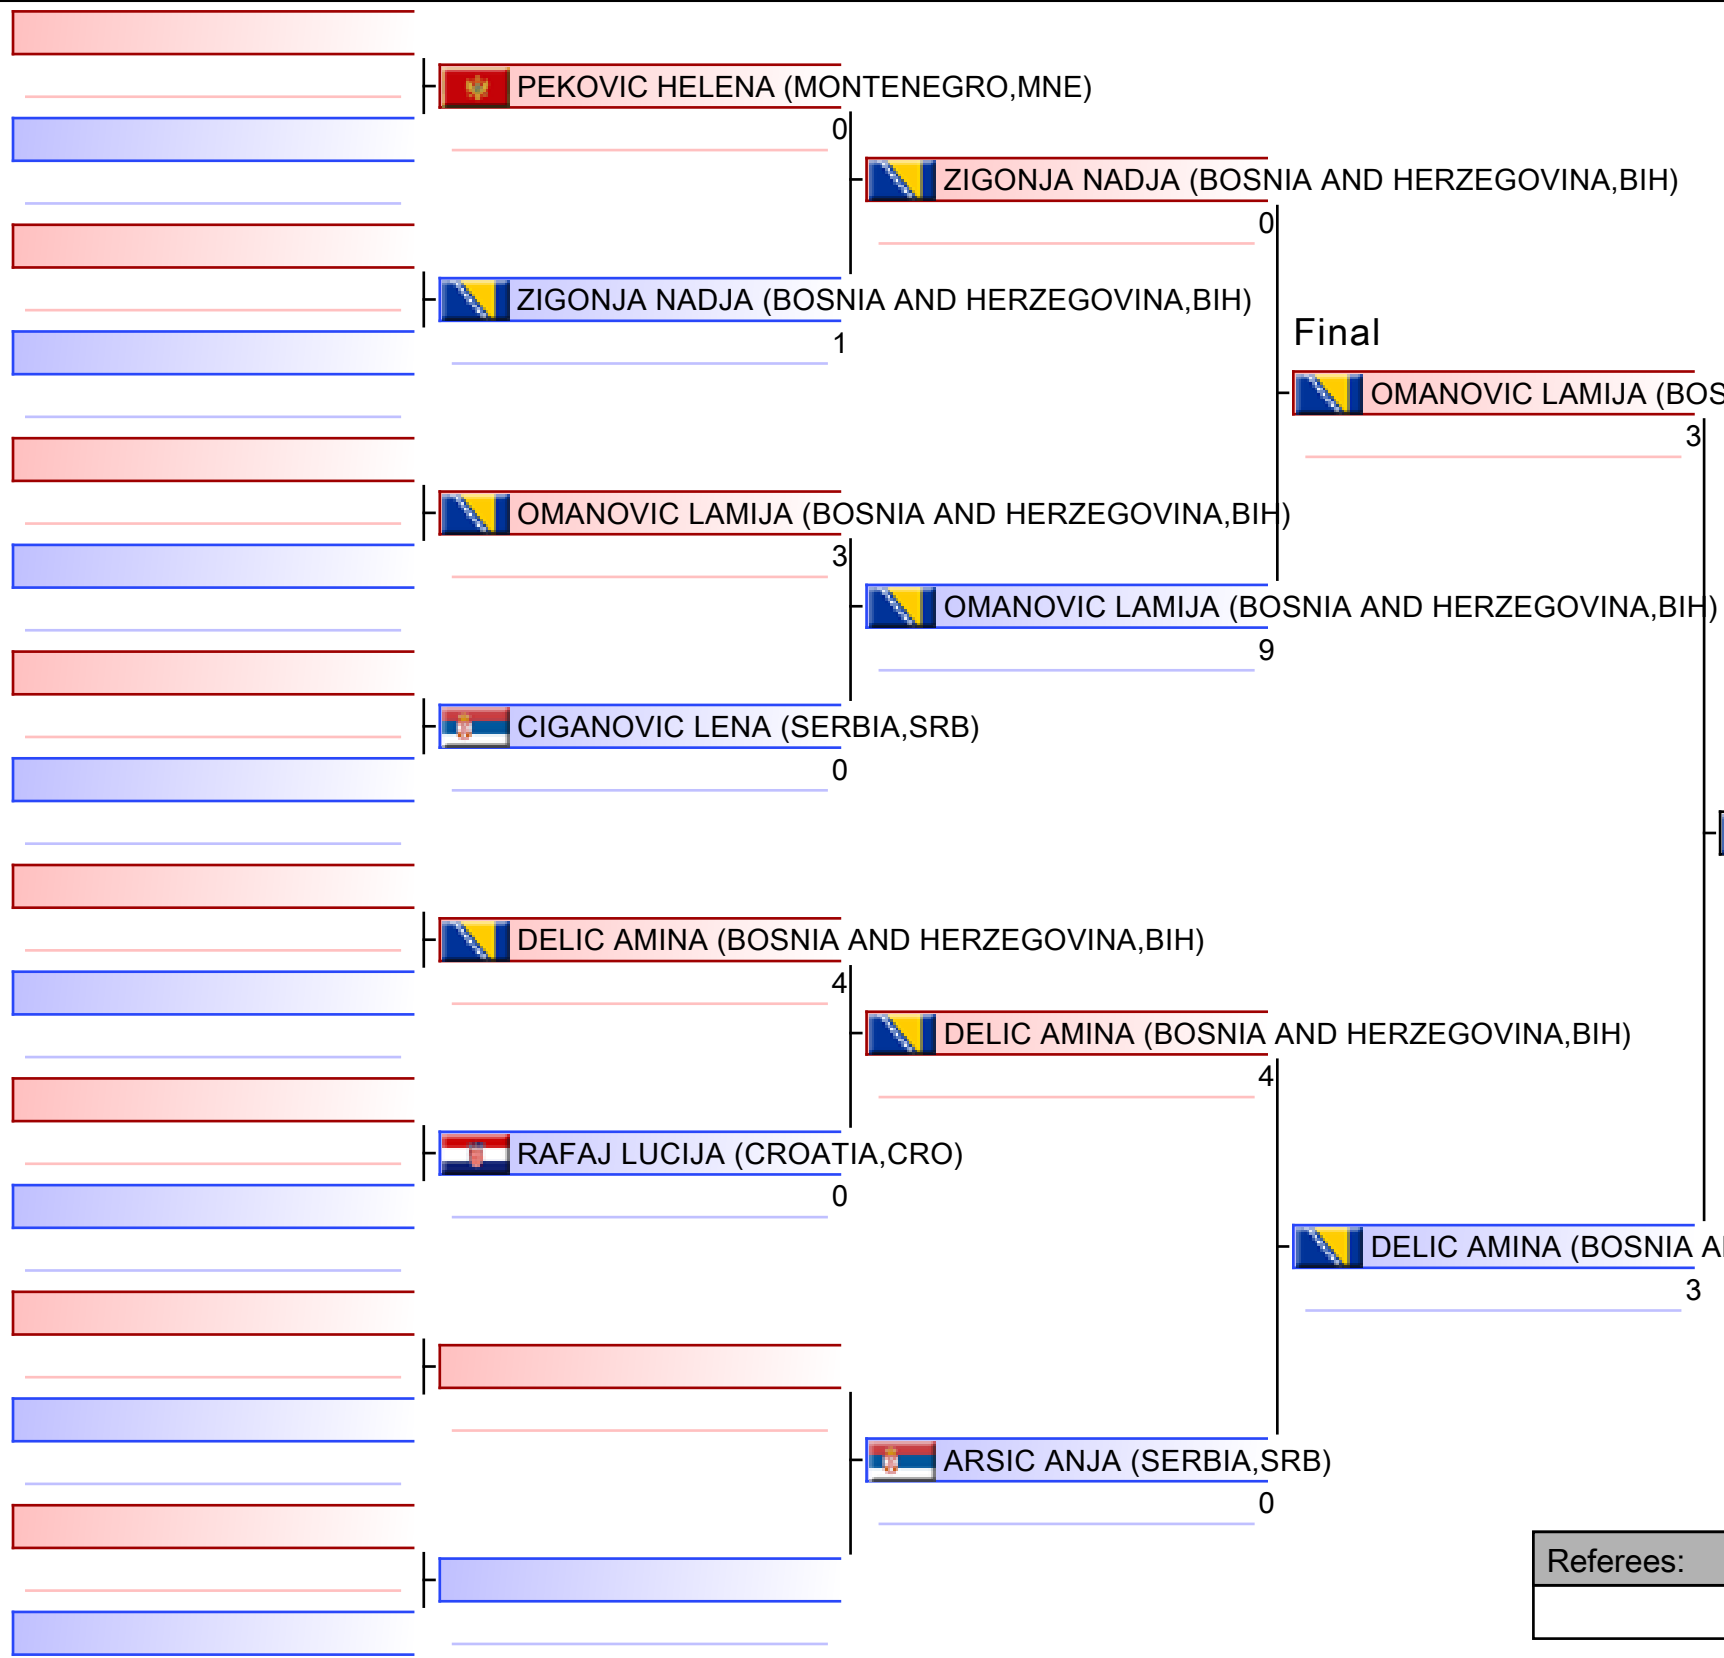 PEKOVIC HELENA (MONTENEGRO,MNE)
0
ZIGONJA NADJA (BOSNIA AND HERZEGOVINA,BIH)
0
ZIGONJA NADJA (BOSNIA AND HERZEGOVINA,BIH)
1
Final
OMANOVIC LAMIJA (BOS
3
OMANOVIC LAMIJA (BOSNIA AND HERZEGOVINA,BIH)
3
OMANOVIC LAMIJA (BOSNIA AND HERZEGOVINA,BIH)
9
CIGANOVIC LENA (SERBIA,SRB)
0
DELIC AMINA (BOSNIA AND HERZEGOVINA,BIH)
4
DELIC AMINA (BOSNIA AND HERZEGOVINA,BIH)
4
RAFAJ LUCIJA (CROATIA,CRO)
0
DELIC AMINA (BOSNIA A
3
ARSIC ANJA (SERBIA,SRB)
0
Referees: